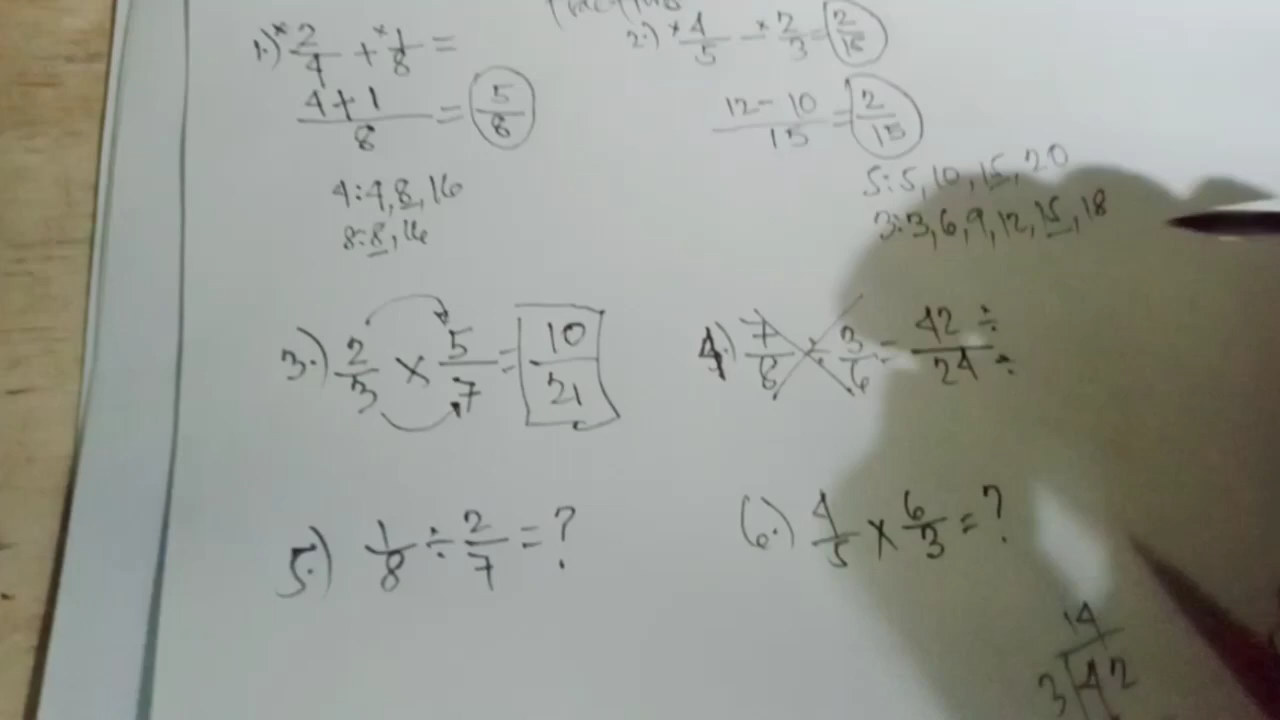 1.) 2/4 + 1/8 =
4+1/8 = 5/8
4:4,8,16
8:8,16
2.) 4/5 - 2/3 = 2/15
12-10/15 = 2/15
5:5,10,15,20
3:3,6,9,12,15,18
3.) 2/3 x 5/7 = 10/21
4.) 7/8 ÷ 3/6 = 42 ÷/24 ÷
5.) 1/8 ÷ 2/7 = ?
6.) 4/5 x 6/3 = ?
14
3 42